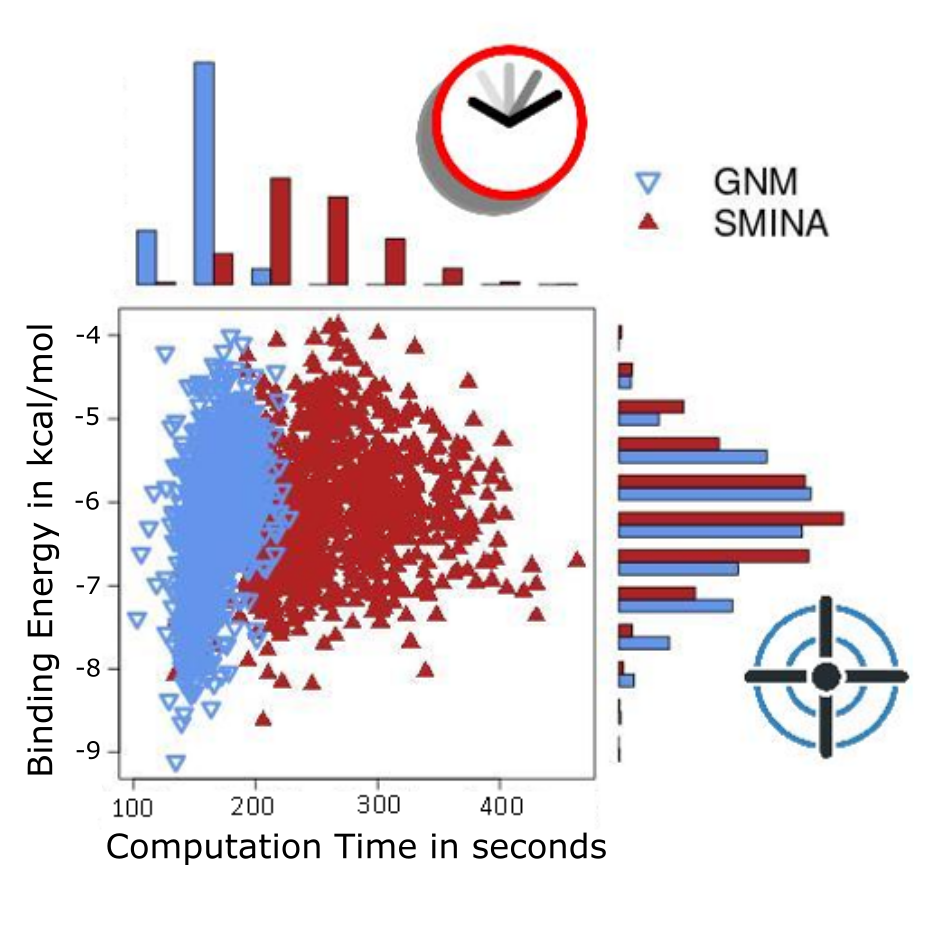 GNM
SMINA
Binding Energy in kcal/mol
-4
-5
-6
-7
-8
-9
100 200 300 400
Computation Time in seconds